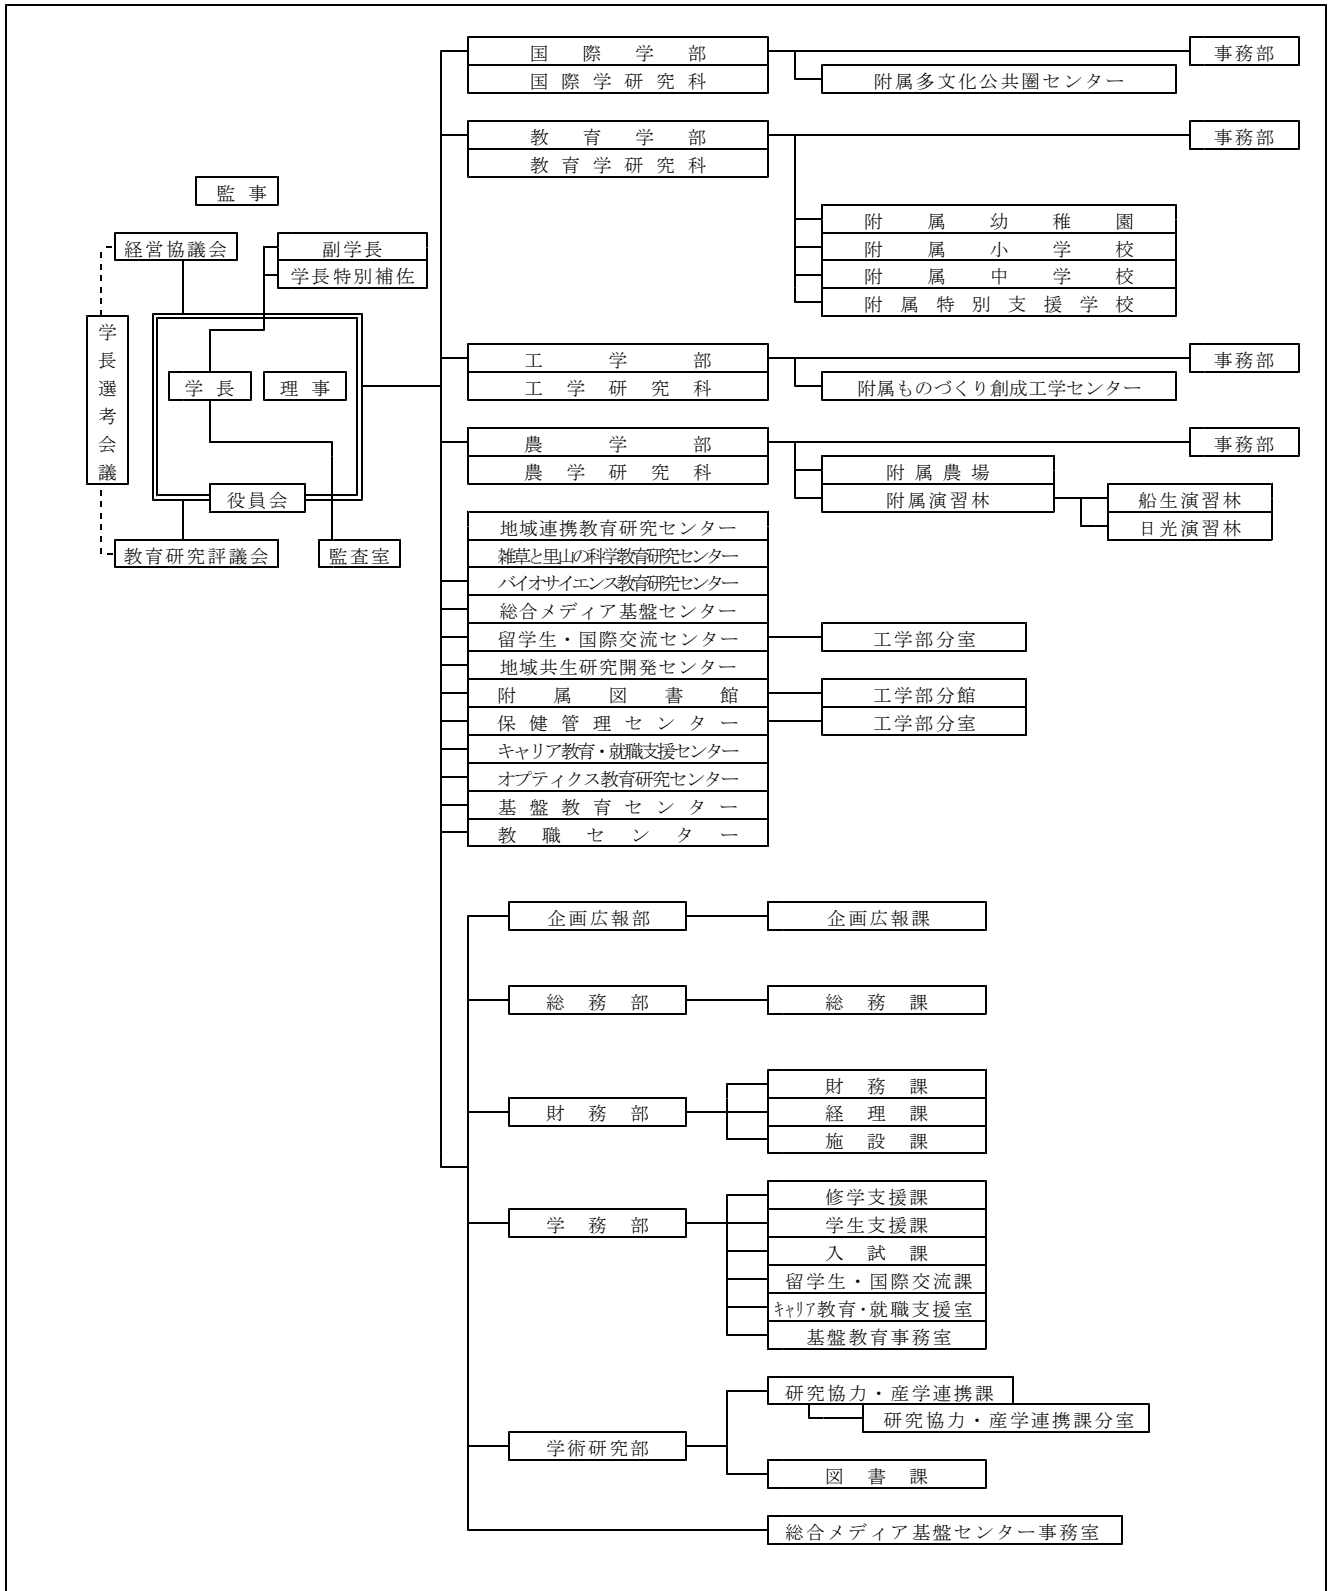 国際学部
事務部
国際学研究科
附属多文化公共圏センター
教育学部
事務部
教育学研究科
監事
附属幼稚園
経営協議会
副学長
附属小学校
学長特別補佐
附属中学校
附属特別支援学校
学長選考会議
工学部
事務部
学長
理事
工学研究科
附属ものづくり創成工学センター
農学部
事務部
農学研究科
附属農場
役員会
附属演習林
船生演習林
日光演習林
地域連携教育研究センター
教育研究評議会
監査室
雑草と里山の科学教育研究センター
バイオサイエンス教育研究センター
総合メディア基盤センター
留学生・国際交流センター
工学部分室
地域共生研究開発センター
附属図書館
工学部分館
保健管理センター
工学部分室
キャリア教育・就職支援センター
オプティクス教育研究センター
基盤教育センター
教職センター
企画広報部
企画広報課
総務部
総務課
財務課
財務部
経理課
施設課
修学支援課
学務部
学生支援課
入試課
留学生・国際交流課
ｷｬﾘｱ教育・就職支援室
基盤教育事務室
研究協力・産学連携課
研究協力・産学連携課分室
学術研究部
図書課
総合メディア基盤センター事務室